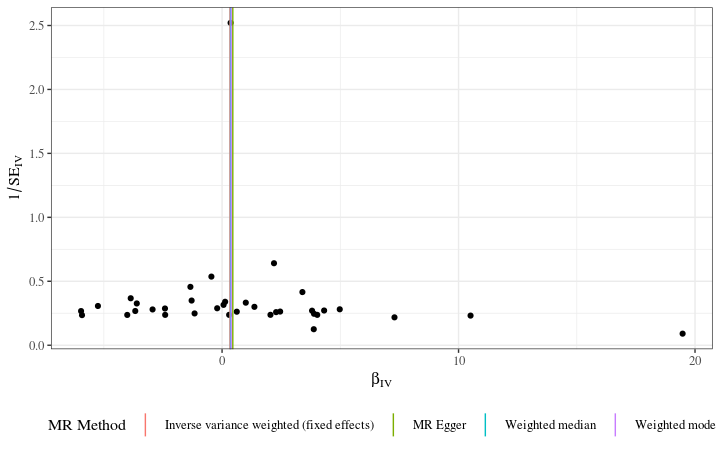 2.5
2.0
1.5
1.0
0.5
0.0
1/SE_IV
0
10
20
β_IV
MR Method
Inverse variance weighted (fixed effects)
MR Egger
Weighted median
Weighted mode